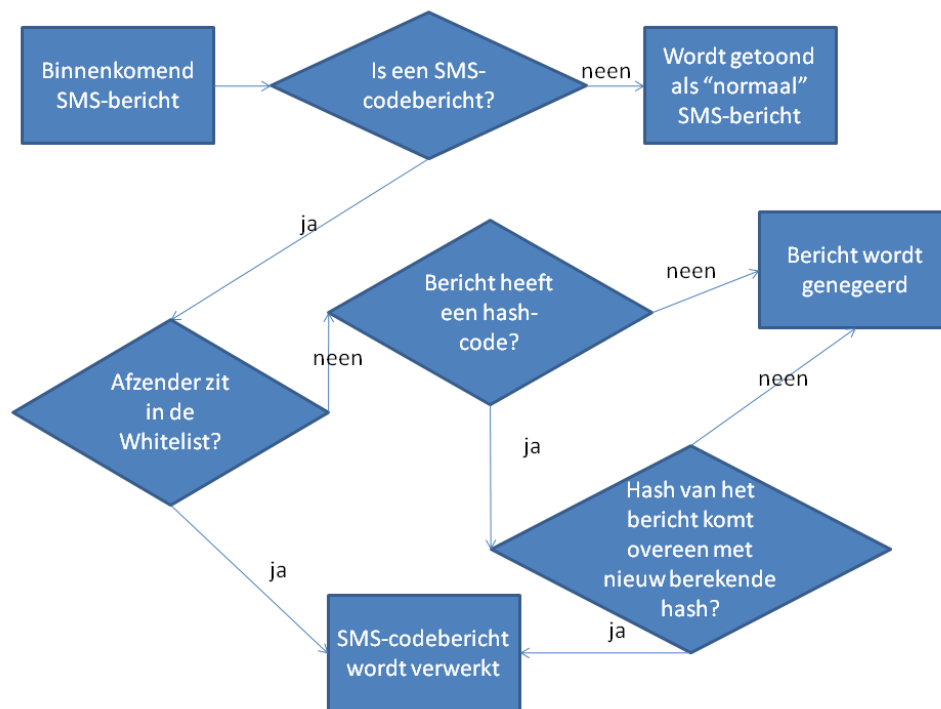 Binnenkomend
SMS-bericht
Is een SMS-
codebericht?
neen
Wordt getoond
als “normaal”
SMS-bericht
ja
Afzender zit
in de
Whitelist?
neen
Bericht heeft
een hash-
code?
neen
Bericht wordt
genegeerd
ja
Hash van het
bericht komt
overeen met
nieuw berekende
hash?
neen
ja
ja
SMS-codebericht
wordt verwerkt